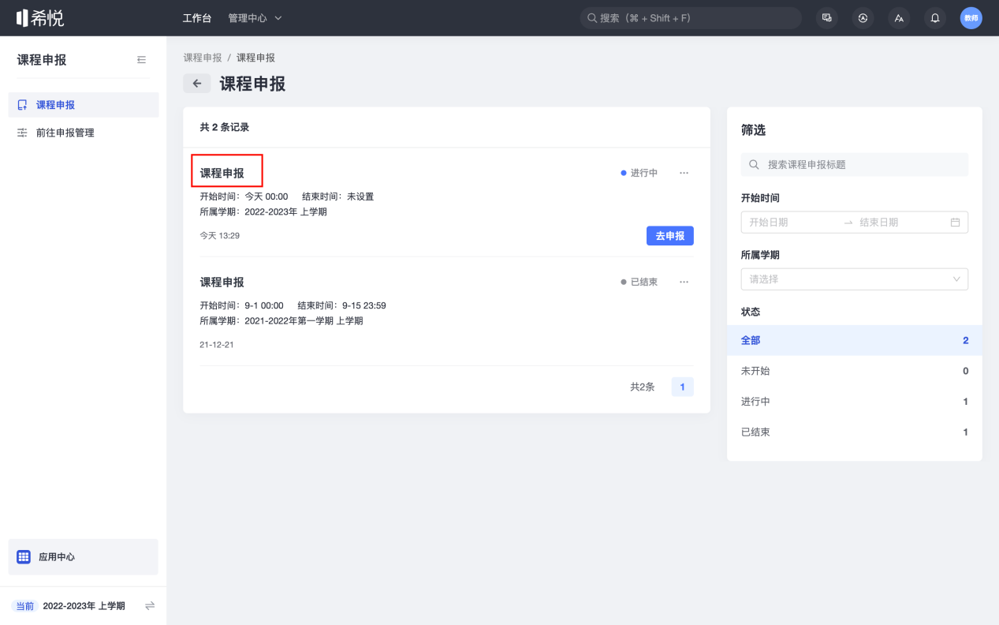 希悦
工作台 管理中心
搜索（⌘ + Shift + F）
教师
课程申报
课程申报
前往申报管理
应用中心
当前 2022-2023年 上学期
课程申报 / 课程申报
课程申报
共 2 条记录
课程申报
进行中
开始时间：今天 00:00 结束时间：未设置
所属学期：2022-2023年 上学期
今天 13:29
去申报
课程申报
已结束
开始时间：9-1 00:00 结束时间：9-15 23:59
所属学期：2021-2022年第一学期 上学期
21-12-21
共2条 1
筛选
搜索课程申报标题
开始时间
开始日期 → 结束日期
所属学期
请选择
状态
全部 2
未开始 0
进行中 1
已结束 1